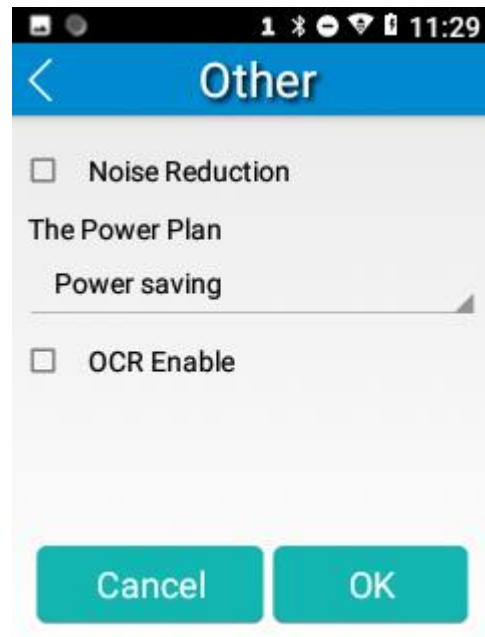 1 11:29
Other
Noise Reduction
The Power Plan
Power saving
OCR Enable
Cancel OK